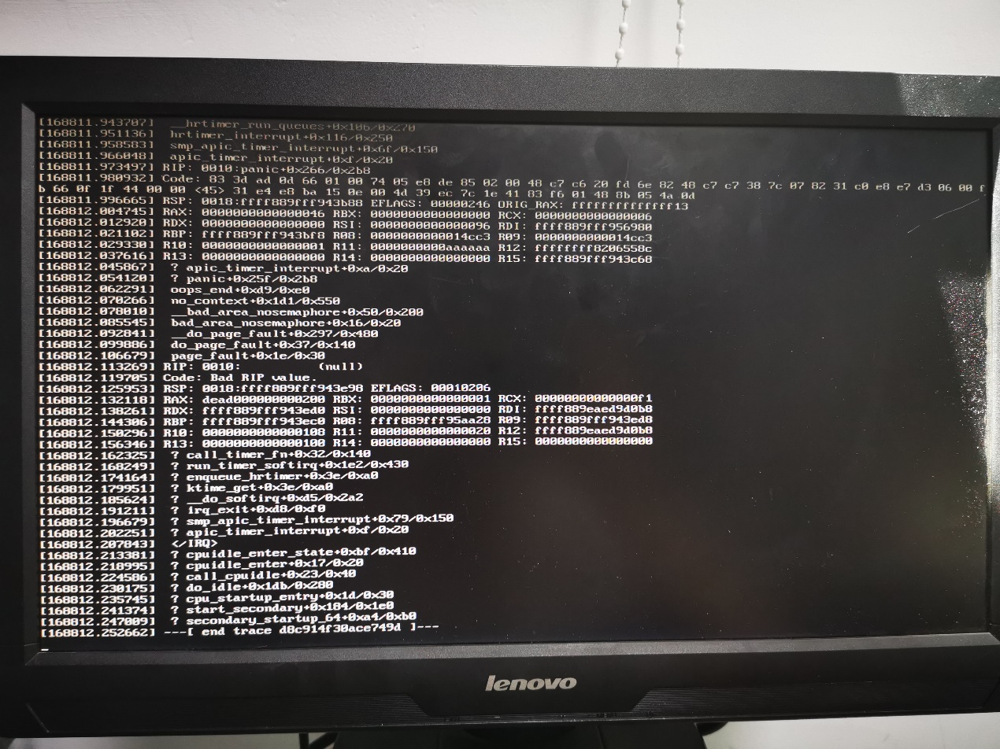 [168811.943707]  __hrtimer_run_queues+0x106/0x270
[168811.951136]  hrtimer_interrupt+0x116/0x250
[168811.958583]  smp_apic_timer_interrupt+0x6f/0x150
[168811.966048]  apic_timer_interrupt+0xf/0x20
[168811.973497] RIP: 0010:panic+0x266/0x2b8
[168811.980932] Code: 83 3d ad 0d 66 01 00 74 05 e8 de 85 02 00 48 c7 c6 20 fd 6e 82 48 c7 c7 38 7c 07 82 31 c0 e8 e7 d3 06 00 f
b 66 0f 1f 44 00 00 <45> 31 e4 e8 ba 15 0e 00 4d 39 ec 7c 1e 41 83 f6 01 48 8b 05 4a 0d
[168811.996665] RSP: 0018:ffff889fff943b88 EFLAGS: 00000246 ORIG_RAX: ffffffffffffff13
[168812.004745] RAX: 0000000000000046 RBX: 0000000000000000 RCX: 0000000000000006
[168812.012920] RDX: 0000000000000000 RSI: 0000000000000096 RDI: ffff889fff956980
[168812.021102] RBP: ffff889fff943bf8 R08: 0000000000014cc3 R09: 0000000000014cc3
[168812.029330] R10: 0000000000000001 R11: 0000000000aaaaaa R12: ffffffff8206558c
[168812.037616] R13: 0000000000000000 R14: 0000000000000000 R15: ffff889fff943c68
[168812.045867]  ? apic_timer_interrupt+0xa/0x20
[168812.054120]  ? panic+0x25f/0x2b8
[168812.062291]  oops_end+0xd9/0xe0
[168812.070266]  no_context+0x1d1/0x550
[168812.078010]  __bad_area_nosemaphore+0x50/0x200
[168812.085545]  bad_area_nosemaphore+0x16/0x20
[168812.092841]  __do_page_fault+0x297/0x480
[168812.099886]  do_page_fault+0x37/0x140
[168812.106679]  page_fault+0x1e/0x30
[168812.113269] RIP: 0010:          (null)
[168812.119705] Code: Bad RIP value.
[168812.125953] RSP: 0018:ffff889fff943e98 EFLAGS: 00010206
[168812.132118] RAX: dead000000000200 RBX: 0000000000000001 RCX: 00000000000000f1
[168812.138261] RDX: ffff889fff943ed0 RSI: 0000000000000000 RDI: ffff889eaed9d0b8
[168812.144306] RBP: ffff889fff943ec0 R08: ffff889fff95aa28 R09: ffff889fff943ed8
[168812.150296] R10: 0000000000000108 R11: 0000000000000020 R12: ffff889eaed9d0b8
[168812.156346] R13: 0000000000000100 R14: 0000000000000000 R15: 0000000000000000
[168812.162325]  ? call_timer_fn+0x32/0x140
[168812.168249]  ? run_timer_softirq+0x1e2/0x430
[168812.174164]  ? enqueue_hrtimer+0x3e/0xa0
[168812.179951]  ? ktime_get+0x3e/0xa0
[168812.185624]  ? __do_softirq+0xd5/0x2a2
[168812.191211]  ? irq_exit+0xd8/0xf0
[168812.196679]  ? smp_apic_timer_interrupt+0x79/0x150
[168812.202251]  ? apic_timer_interrupt+0xf/0x20
[168812.207843]  </IRQ>
[168812.213381]  ? cpuidle_enter_state+0xbf/0x410
[168812.218995]  ? cpuidle_enter+0x17/0x20
[168812.224586]  ? call_cpuidle+0x23/0x40
[168812.230175]  ? do_idle+0x1db/0x280
[168812.235745]  ? cpu_startup_entry+0x1d/0x30
[168812.241374]  ? start_secondary+0x184/0x1e0
[168812.247009]  ? secondary_startup_64+0xa4/0xb0
[168812.252662] ---[ end trace d8c914f30ace749d ]---
lenovo